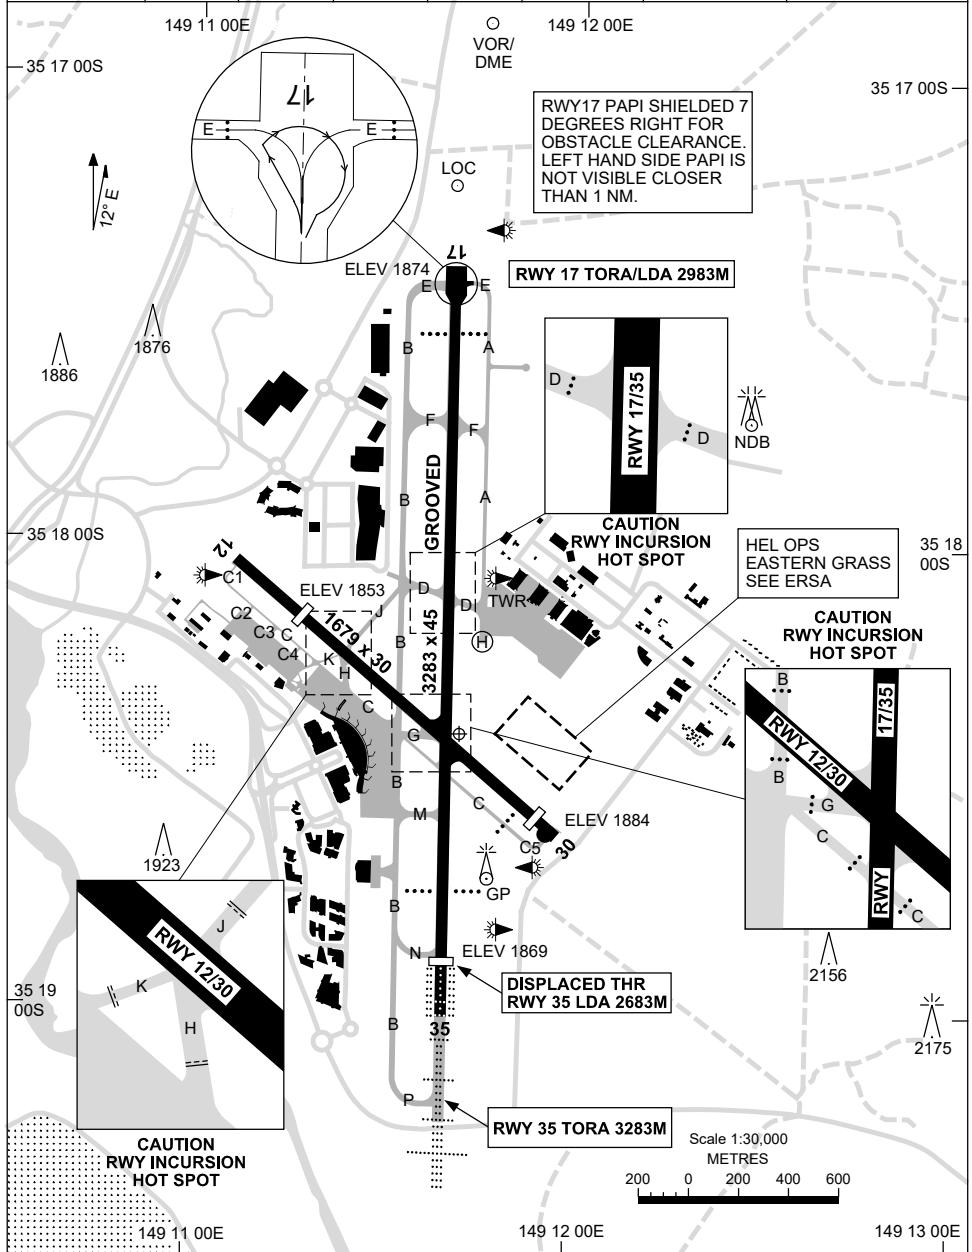 149 11 00E
149 12 00E
VOR/
DME
35 17 00S
35 17 00S
17
E
E
RWY17 PAPI SHIELDED 7
DEGREES RIGHT FOR
OBSTACLE CLEARANCE.
LEFT HAND SIDE PAPI IS
NOT VISIBLE CLOSER
THAN 1 NM.
12° E
LOC
17
ELEV 1874
RWY 17 TORA/LDA 2983M
E
E
1876
1886
B
A
D
RWY 17/35
D
NDB
F
F
GROOVED
B
A
CAUTION
RWY INCURSION
HOT SPOT
35 18 00S
35 18
00S
HEL OPS
EASTERN GRASS
SEE ERSA
12
C1
ELEV 1853
D
D
TWR
J
C2
C3
C
C4
1679 x 30
3283 x 45
B
H
K
H
C
CAUTION
RWY INCURSION
HOT SPOT
B
17/35
RWY 12/30
B
G
C
RWY
C
G
B
M
C
ELEV 1884
C5
30
1923
GP
B
N
ELEV 1869
2156
RWY 12/30
J
K
H
DISPLACED THR
RWY 35 LDA 2683M
35 19
00S
35
B
2175
P
RWY 35 TORA 3283M
CAUTION
RWY INCURSION
HOT SPOT
Scale 1:30,000
METRES
200 0 200 400 600
149 11 00E
149 12 00E
149 13 00E